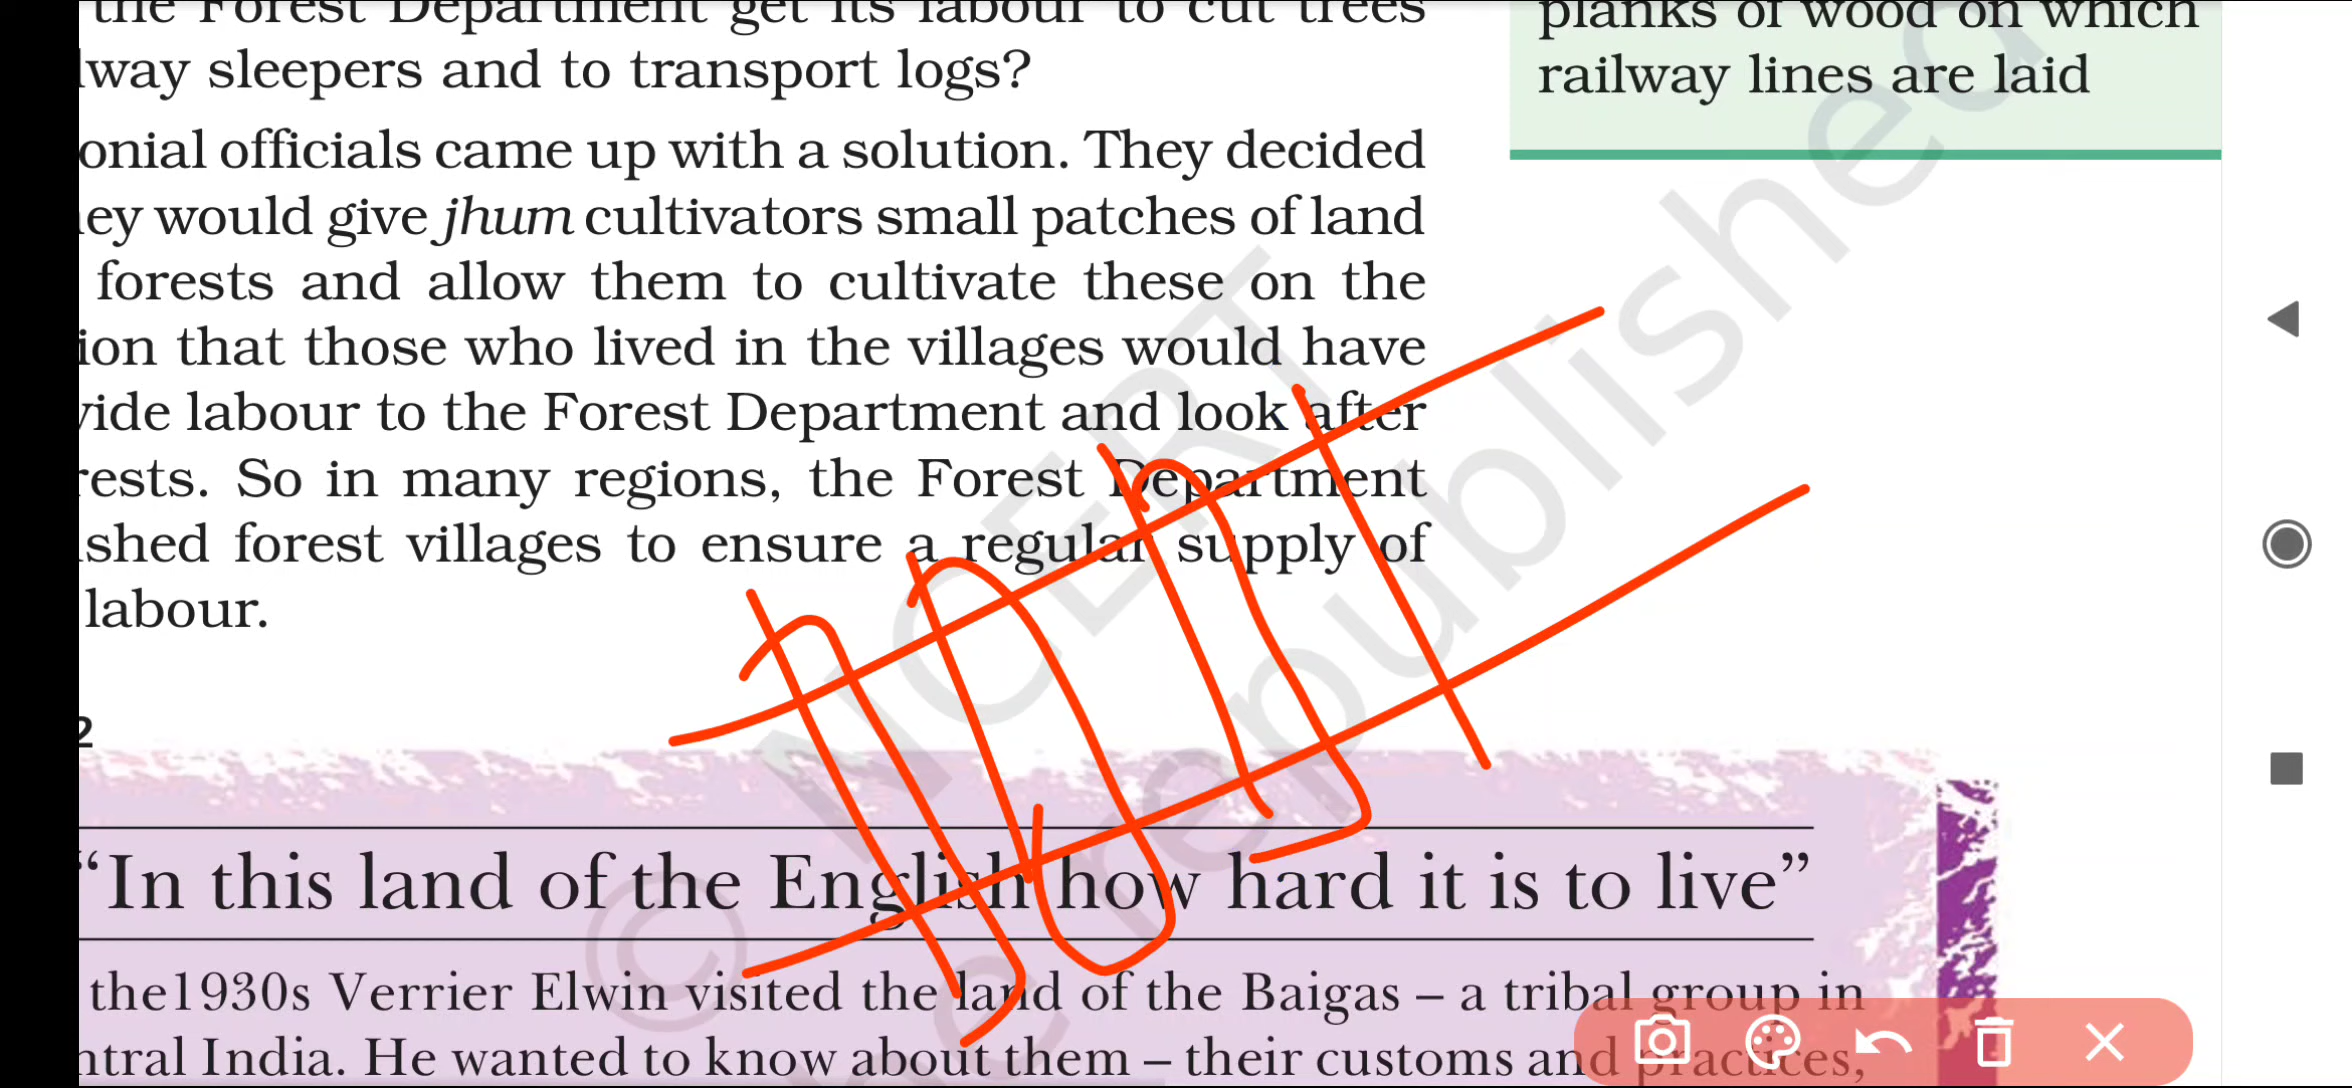 the Forest Department get its labour to cut trees
lway sleepers and to transport logs?
onial officials came up with a solution. They decided
ey would give jhum cultivators small patches of land
forests and allow them to cultivate these on the
ion that those who lived in the villages would have
vide labour to the Forest Department and look after
rests. So in many regions, the Forest Department
shed forest villages to ensure a regular supply of
labour.
planks of wood on which
railway lines are laid
2
“In this land of the English how hard it is to live”
the1930s Verrier Elwin visited the land of the Baigas – a tribal group in
ntral India. He wanted to know about them – their customs and practices,
© NCERT
be republished